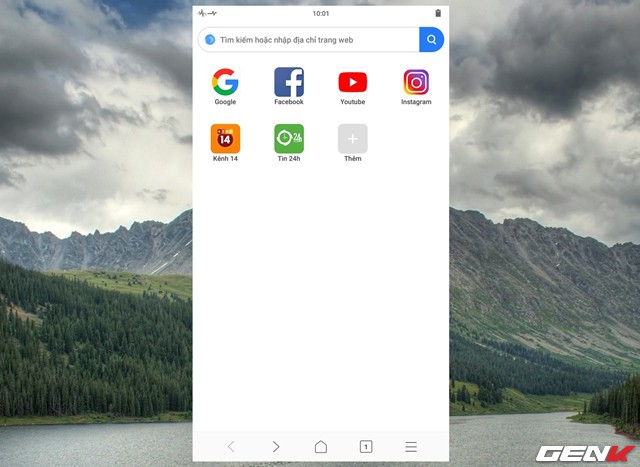 10:01
Tìm kiếm hoặc nhập địa chỉ trang web
Google
Facebook
Youtube
Instagram
14
24h
Kênh 14
Tin 24h
Thêm
1
GENK